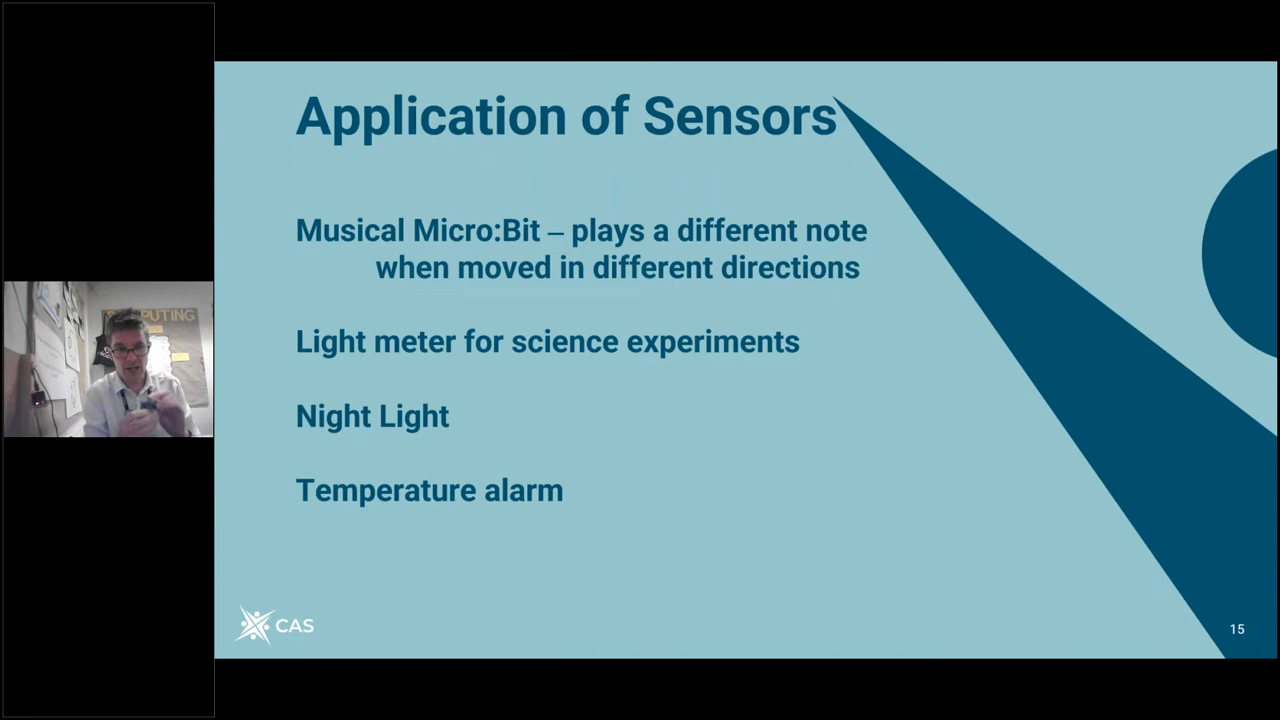 Application of Sensors
Musical Micro:Bit – plays a different note
when moved in different directions
Light meter for science experiments
Night Light
Temperature alarm
CAS
15